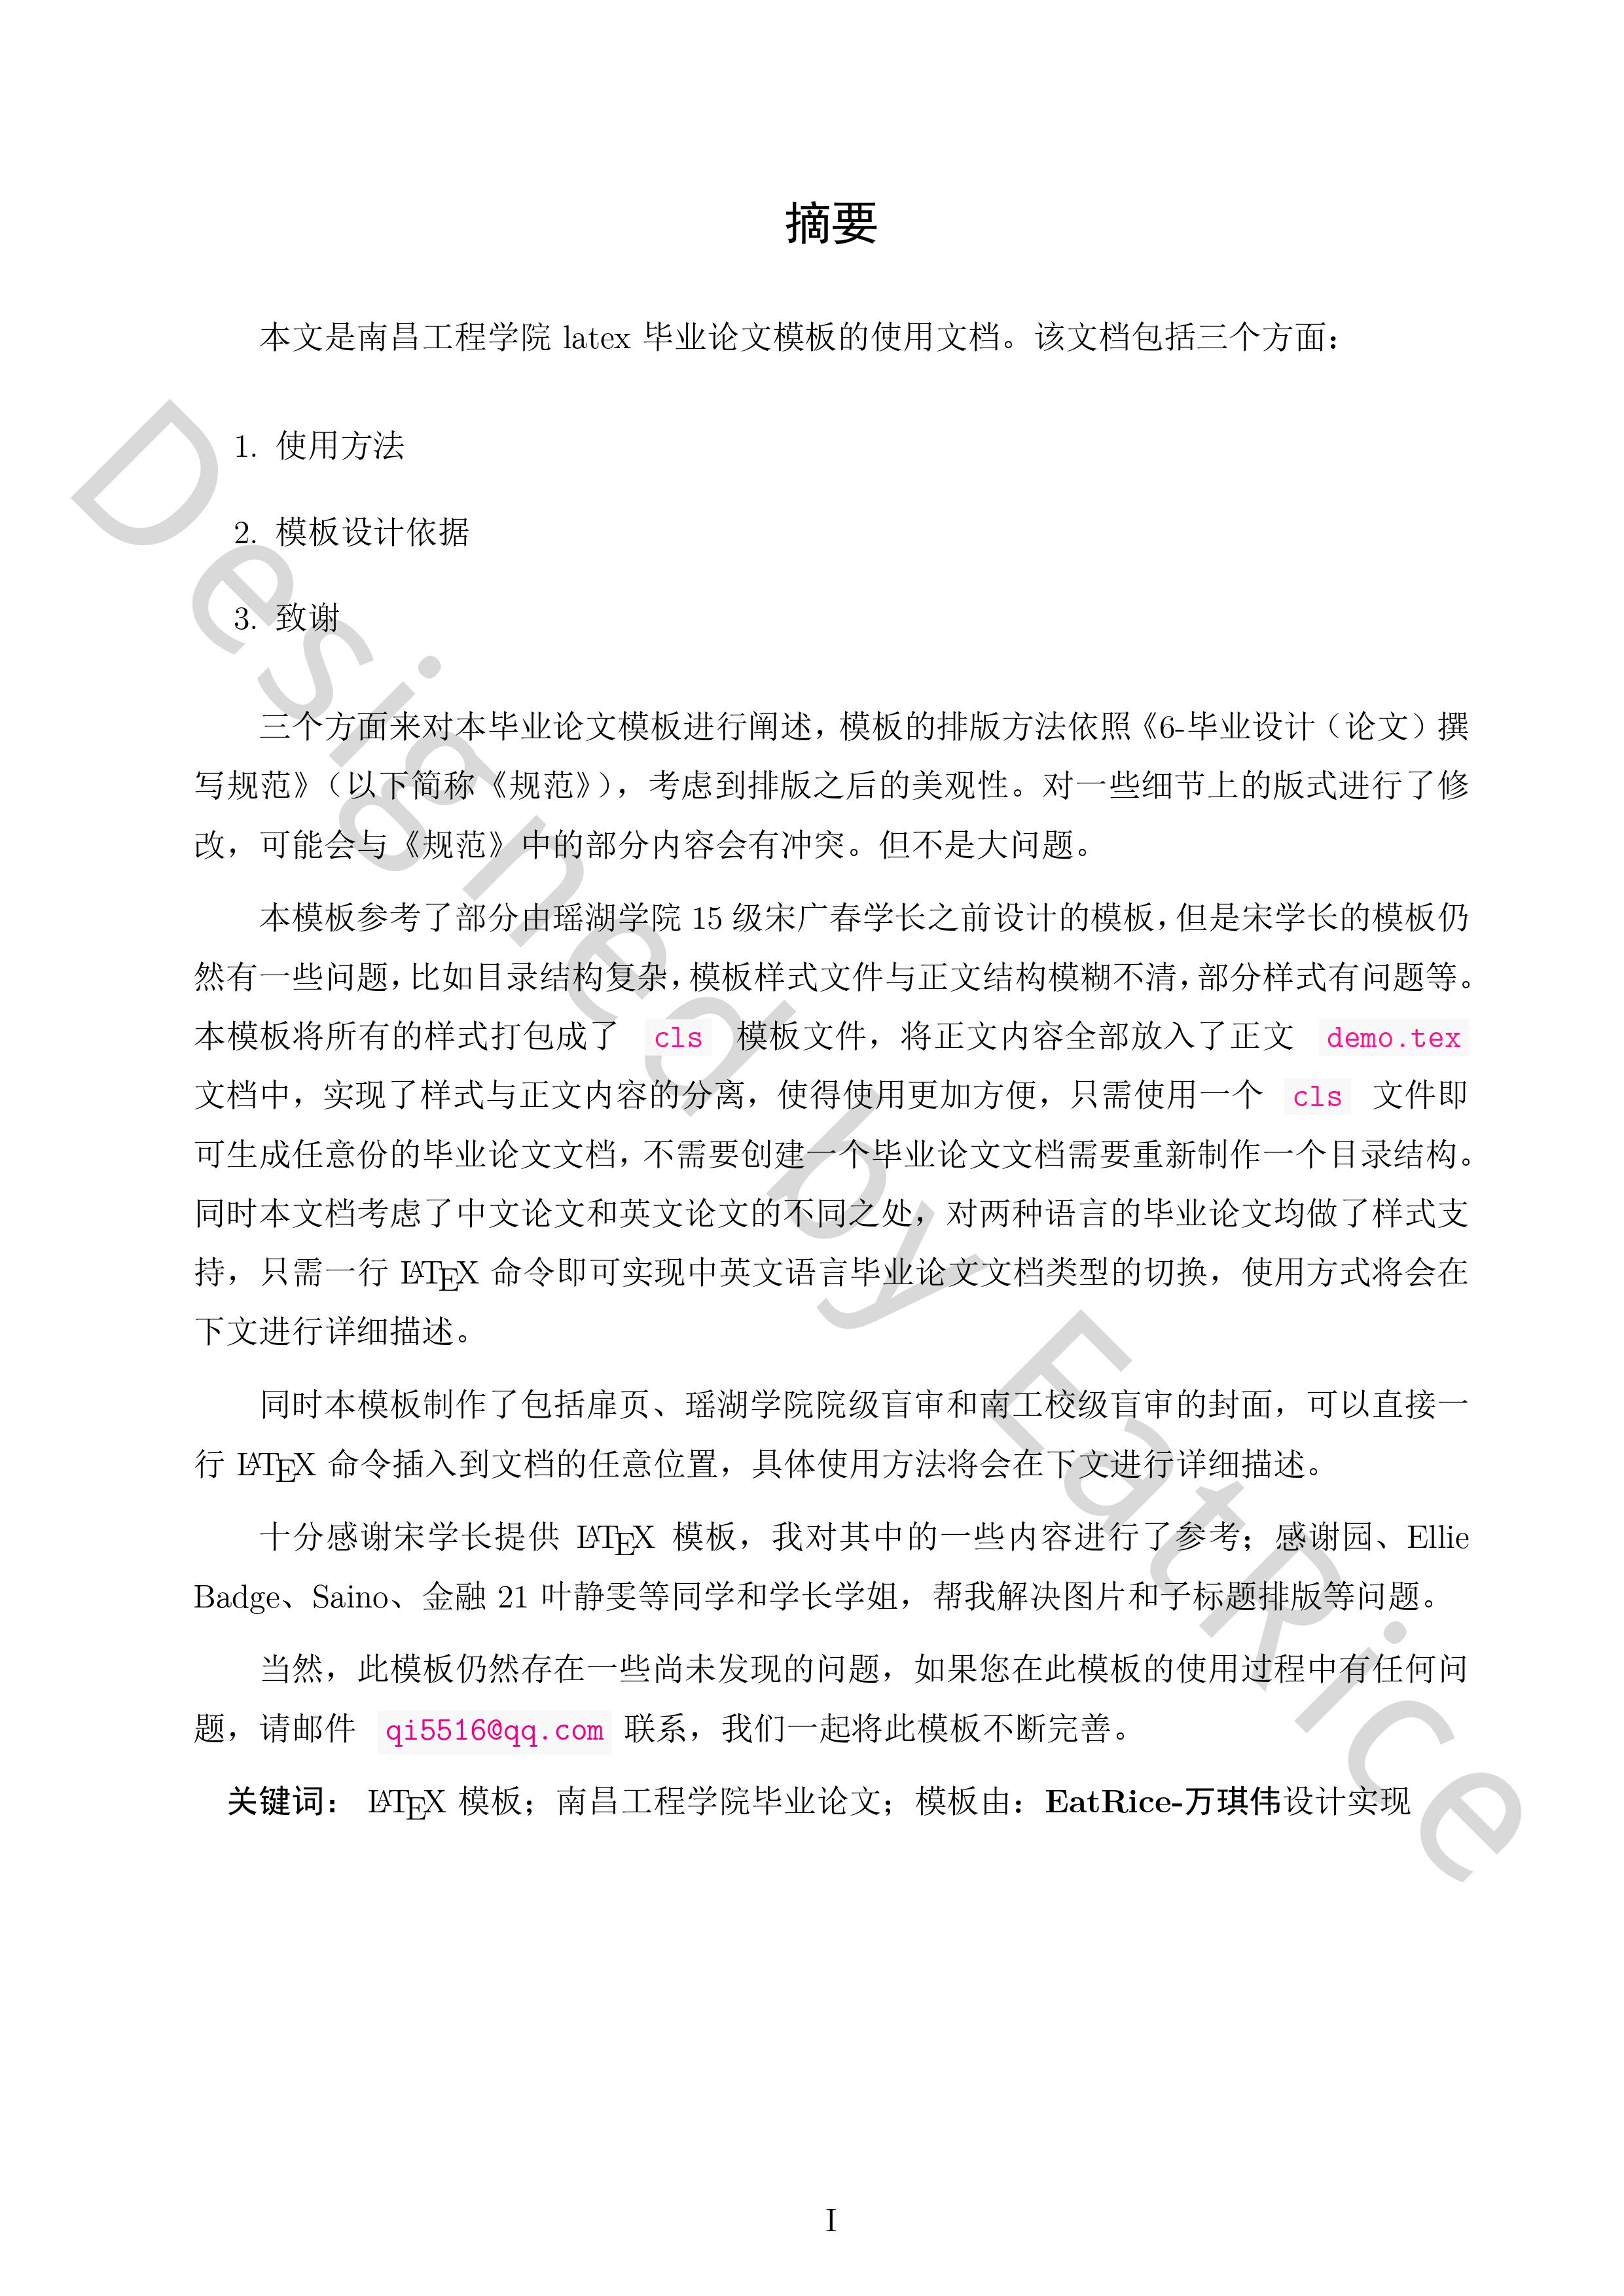 摘要
本文是南昌工程学院 latex 毕业论文模板的使用文档。该文档包括三个方面：
1. 使用方法
2. 模板设计依据
3. 致谢
三个方面来对本毕业论文模板进行阐述，模板的排版方法依照《6-毕业设计（论文）撰
写规范》（以下简称《规范》），考虑到排版之后的美观性。对一些细节上的版式进行了修
改，可能会与《规范》中的部分内容会有冲突。但不是大问题。
本模板参考了部分由瑶湖学院 15 级宋广春学长之前设计的模板，但是宋学长的模板仍
然有一些问题，比如目录结构复杂，模板样式文件与正文结构模糊不清，部分样式有问题等。
本模板将所有的样式打包成了 cls 模板文件，将正文内容全部放入了正文 demo.tex
文档中，实现了样式与正文内容的分离，使得使用更加方便，只需使用一个 cls 文件即
可生成任意份的毕业论文文档，不需要创建一个毕业论文文档需要重新制作一个目录结构。
同时本文档考虑了中文论文和英文论文的不同之处，对两种语言的毕业论文均做了样式支
持，只需一行 LATEX 命令即可实现中英文语言毕业论文文档类型的切换，使用方式将会在
下文进行详细描述。
同时本模板制作了包括扉页、瑶湖学院院级盲审和南工校级盲审的封面，可以直接一
行 LATEX 命令插入到文档的任意位置，具体使用方法将会在下文进行详细描述。
十分感谢宋学长提供 LATEX 模板，我对其中的一些内容进行了参考；感谢园、Ellie
Badge、Saino、金融 21 叶静雯等同学和学长学姐，帮我解决图片和子标题排版等问题。
当然，此模板仍然存在一些尚未发现的问题，如果您在此模板的使用过程中有任何问
题，请邮件 qi5516@qq.com 联系，我们一起将此模板不断完善。
关键词： LATEX 模板；南昌工程学院毕业论文；模板由：EatRice-万琪伟设计实现
I
Designed by EatRice